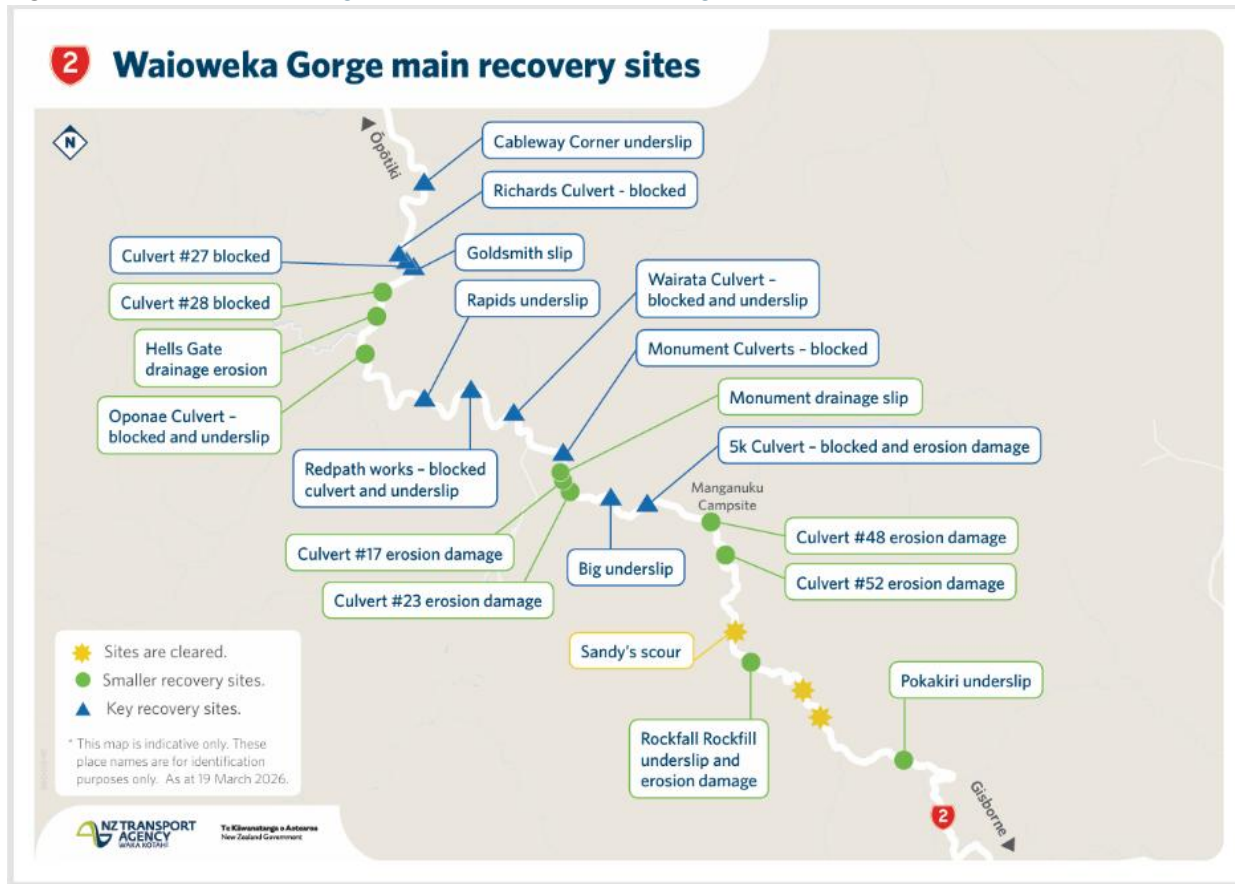 2
Waioweka Gorge main recovery sites
N
Ōpōtiki
Cableway Corner underslip
Richards Culvert - blocked
Culvert #27 blocked
Goldsmith slip
Culvert #28 blocked
Rapids underslip
Wairata Culvert –
blocked and underslip
Hells Gate
drainage erosion
Monument Culverts – blocked
Monument drainage slip
Oponae Culvert –
blocked and underslip
5k Culvert – blocked and erosion damage
Redpath works – blocked
culvert and underslip
Manganuku
Campsite
Culvert #48 erosion damage
Culvert #17 erosion damage
Big underslip
Culvert #52 erosion damage
Culvert #23 erosion damage
Sandy's scour
Sites are cleared.
Smaller recovery sites.
Key recovery sites.
Pokakiri underslip
Rockfall Rockfill
underslip and
erosion damage
* This map is indicative only. These
place names are for identification
purposes only. As at 19 March 2026.
Gisborne
2
NZ TRANSPORT
AGENCY
WAKA KOTAHI
Te Kāwanatanga o Aotearoa
New Zealand Government